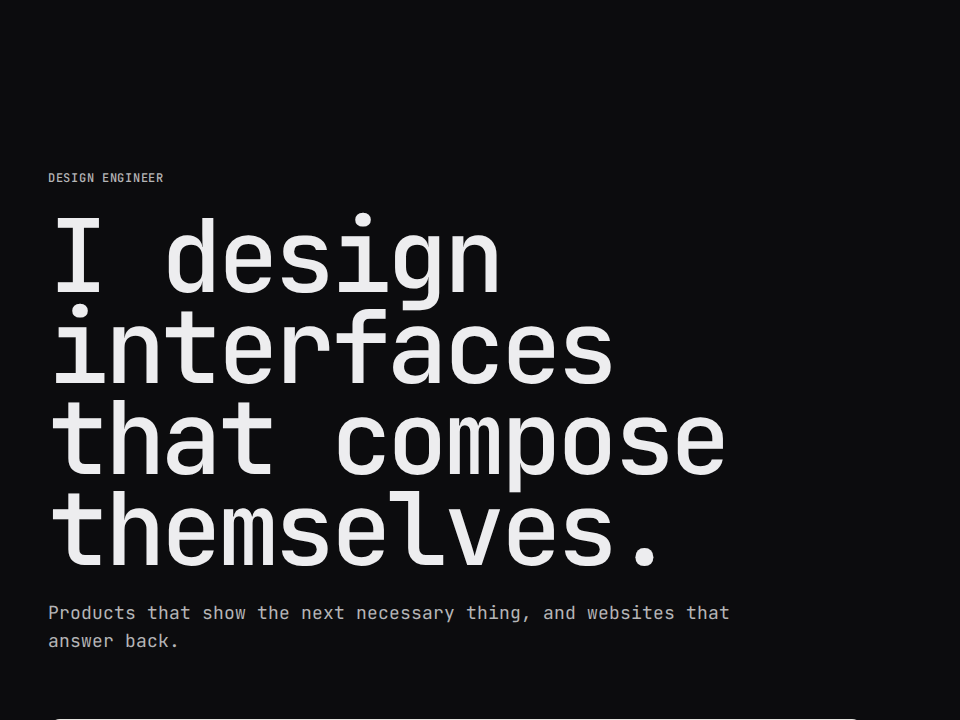 DESIGN ENGINEER
I design
interfaces
that compose
themselves.
Products that show the next necessary thing, and websites that
answer back.